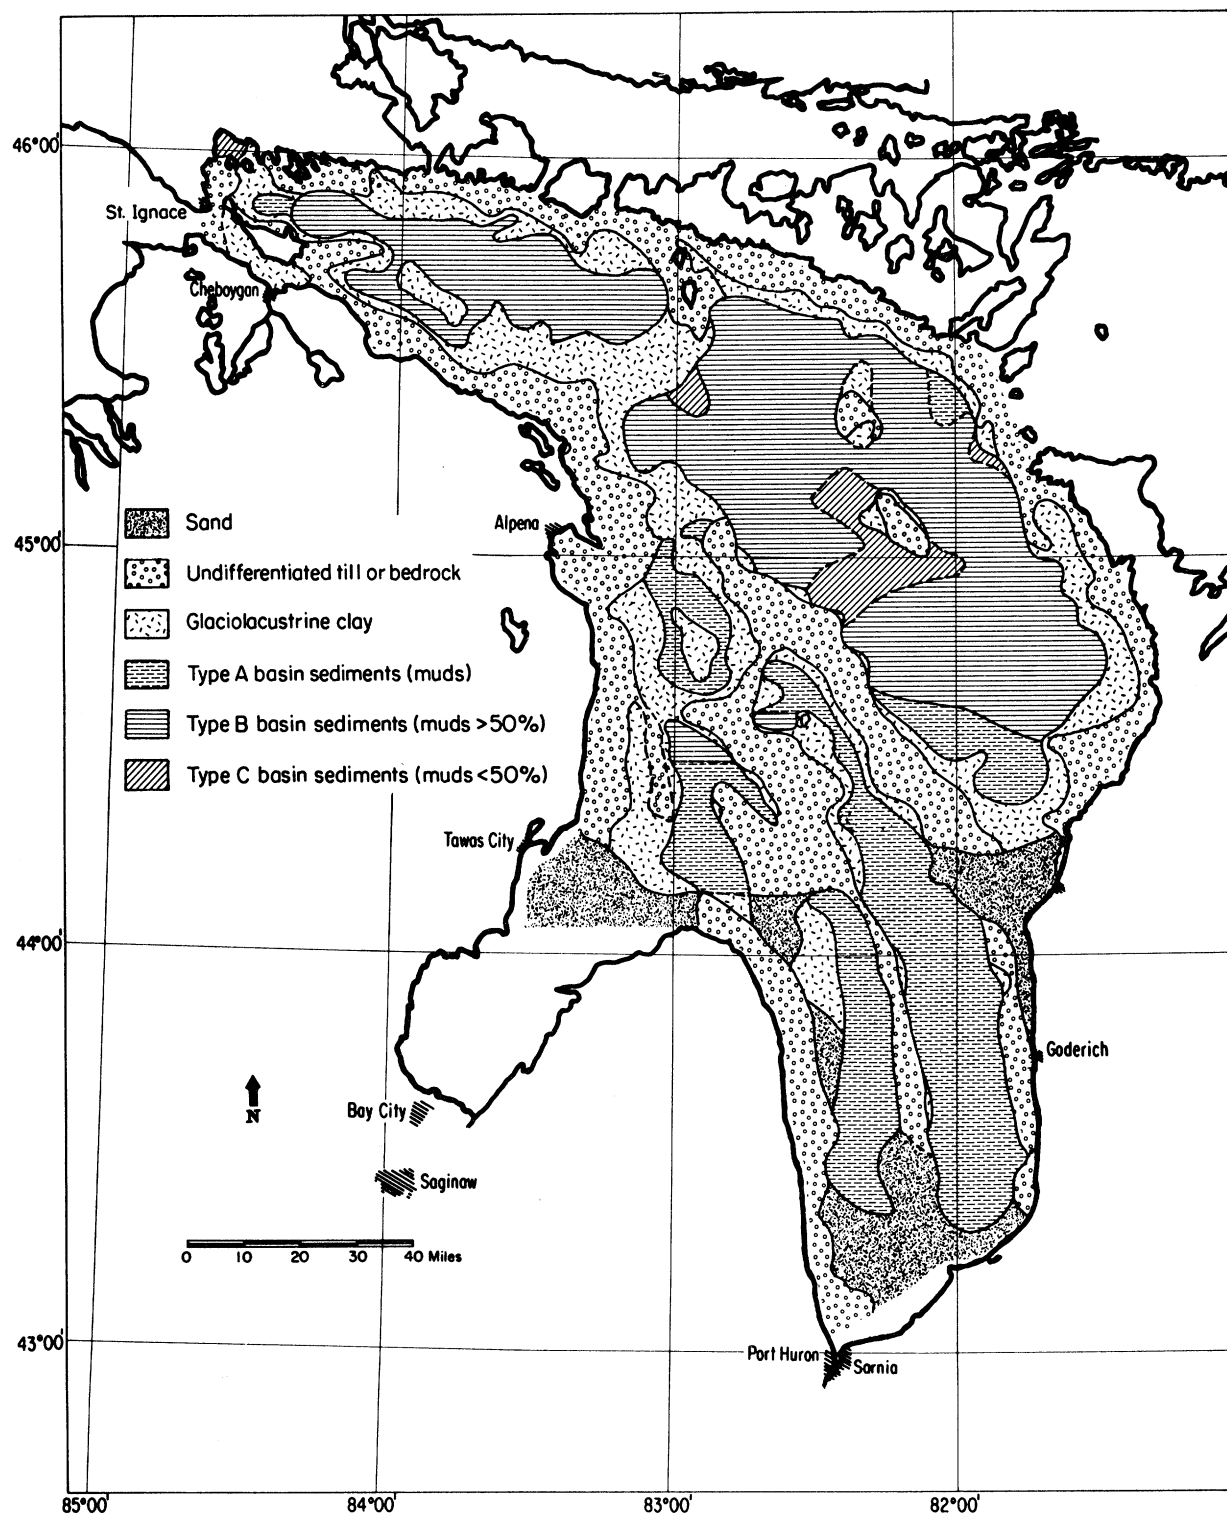 46°00'
St. Ignace
Cheboygan
Sand
Alpena
45°00'
Undifferentiated till or bedrock
Glaciolacustrine clay
Type A basin sediments (muds)
Type B basin sediments (muds >50%)
Type C basin sediments (muds <50%)
Tawas City
44°00'
Goderich
N
Bay City
Saginaw
0 10 20 30 40 Miles
43°00'
Port Huron
Sarnia
85°00' 84°00' 83°00' 82°00'